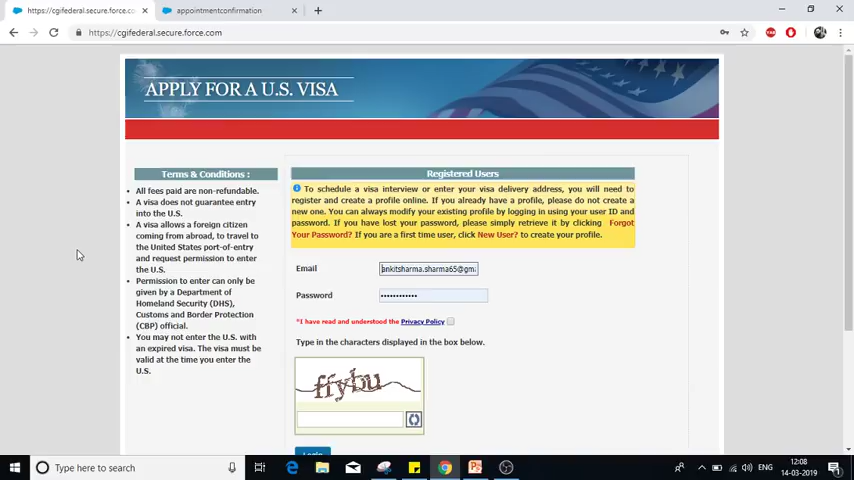 https://cgifederal.secure.force.co
appointmentconfirmation
https://cgifederal.secure.force.com
APPLY FOR A U.S. VISA
Terms & Conditions :
All fees paid are non-refundable.
A visa does not guarantee entry
into the U.S.
A visa allows a foreign citizen
coming from abroad, to travel to
the United States port-of-entry
and request permission to enter
the U.S.
Permission to enter can only be
given by a Department of
Homeland Security (DHS),
Customs and Border Protection
(CBP) official.
You may not enter the U.S. with
an expired visa. The visa must be
valid at the time you enter the
U.S.
Registered Users
To schedule a visa interview or enter your visa delivery address, you will need to
register and create a profile online. If you already have a profile, please do not create a
new one. You can always modify your existing profile by logging in using your user ID and
password. If you have lost your password, please simply retrieve it by clicking Forgot
Your Password? If you are a first time user, click New User? to create your profile.
Email ankitsharma.sharma65@gm
Password ••••••••••••
*I have read and understood the Privacy Policy
Type in the characters displayed in the box below.
ffybu
Login
Type here to search
ENG
12:08
14-03-2019